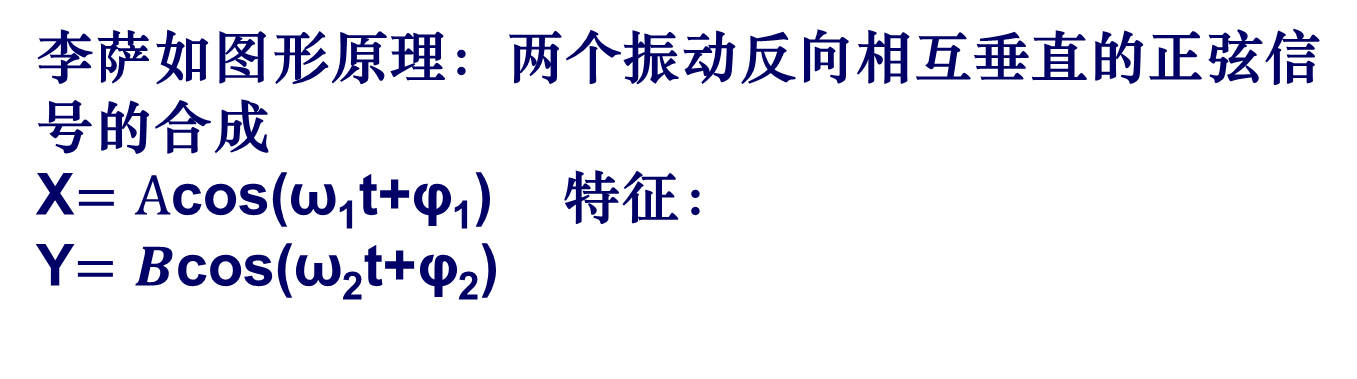 李萨如图形原理：两个振动反向相互垂直的正弦信
号的合成
X= Acos(ω₁t+φ₁) 特征：
Y= Bcos(ω₂t+φ₂)